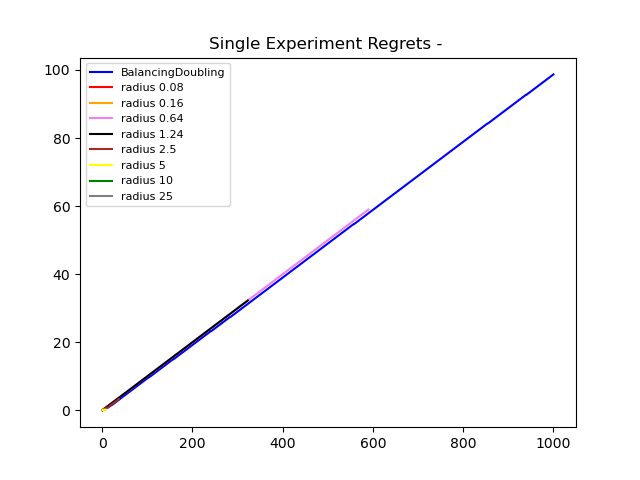 Single Experiment Regrets -
100
80
60
40
20
0
BalancingDoubling
radius 0.08
radius 0.16
radius 0.64
radius 1.24
radius 2.5
radius 5
radius 10
radius 25
0 200 400 600 800 1000